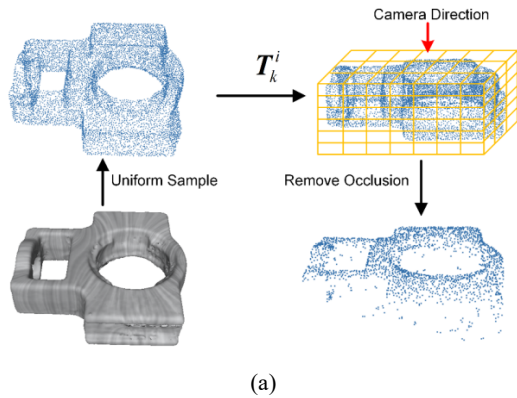 Camera Direction
T_k^i
Uniform Sample
Remove Occlusion
(a)